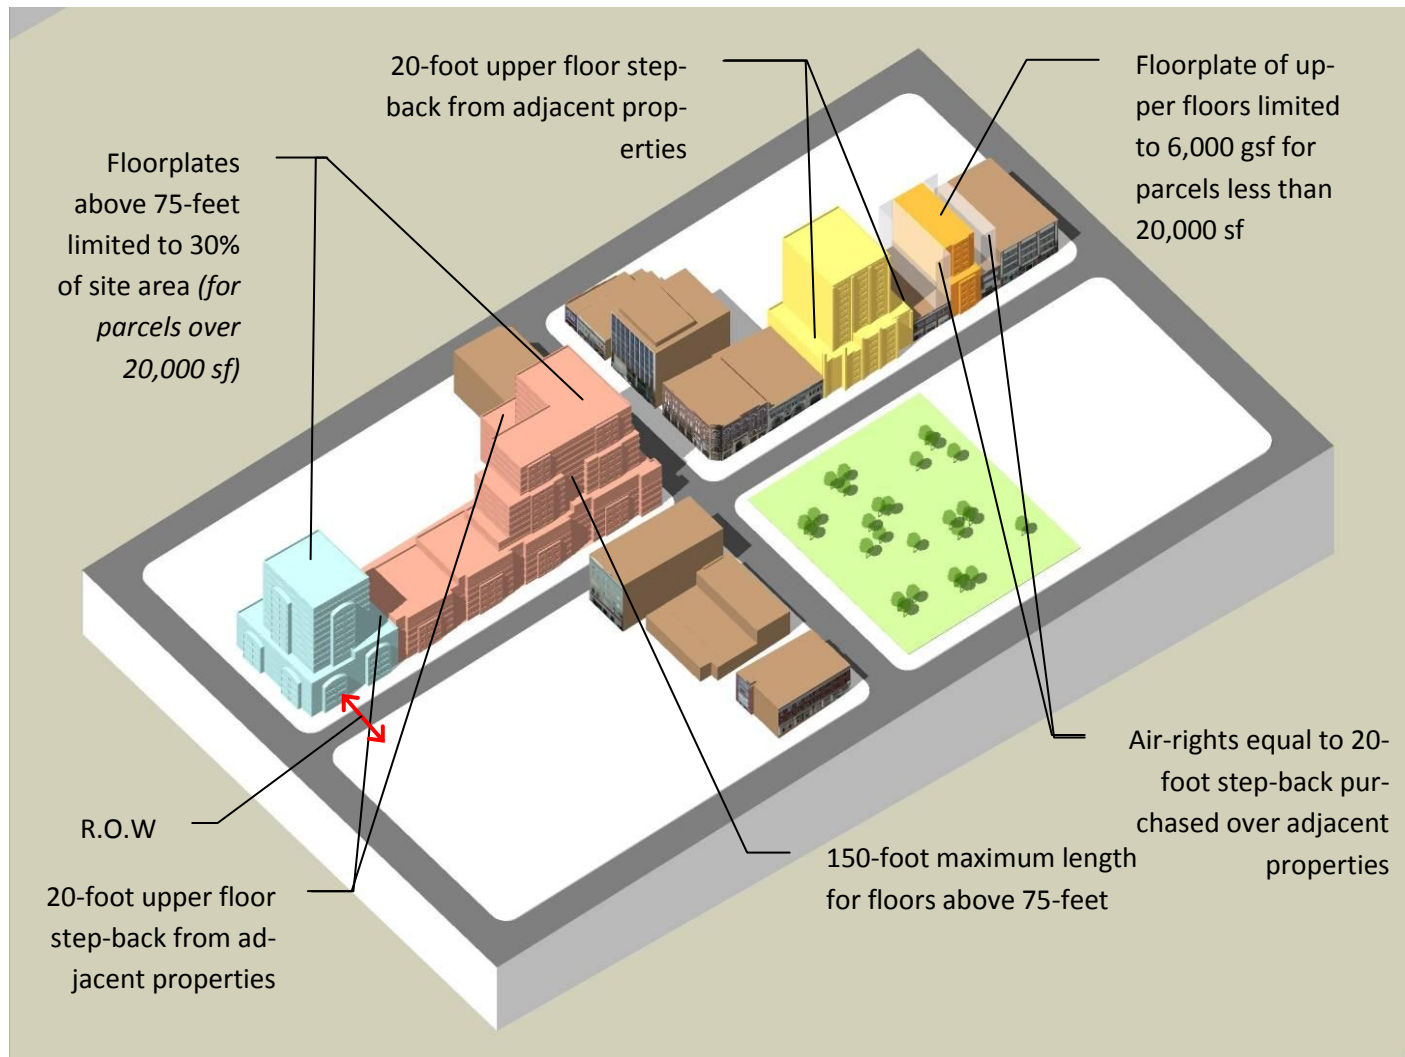 20-foot upper floor step-
back from adjacent prop-
erties
Floorplate of up-
per floors limited
to 6,000 gsf for
parcels less than
20,000 sf
Floorplates
above 75-feet
limited to 30%
of site area (for
parcels over
20,000 sf)
Air-rights equal to 20-
foot step-back pur-
chased over adjacent
properties
R.O.W
150-foot maximum length
for floors above 75-feet
20-foot upper floor
step-back from ad-
jacent properties